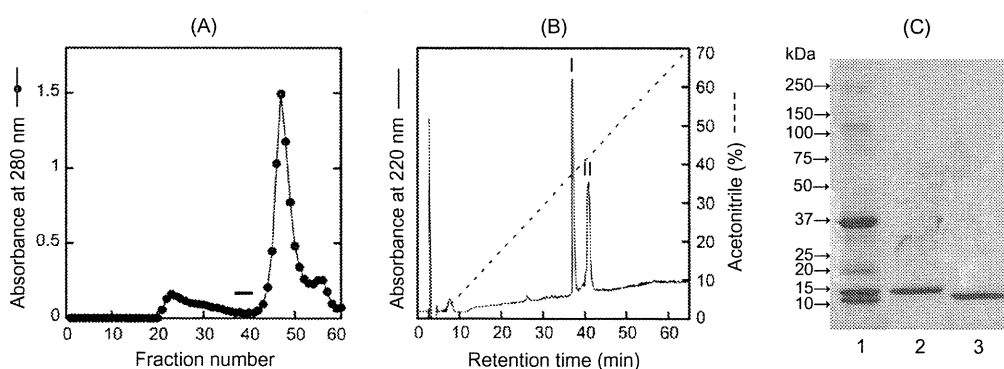 (A)
Absorbance at 280 nm
1.5
1
0.5
0
0 10 20 30 40 50 60
Fraction number
(B)
Absorbance at 220 nm
I
II
70
60
50
40
30
20
10
0
Acetonitrile (%)
0 10 20 30 40 50 60
Retention time (min)
(C)
kDa
250→
150→
100→
75→
50→
37→
25→
20→
15→
10→
1 2 3